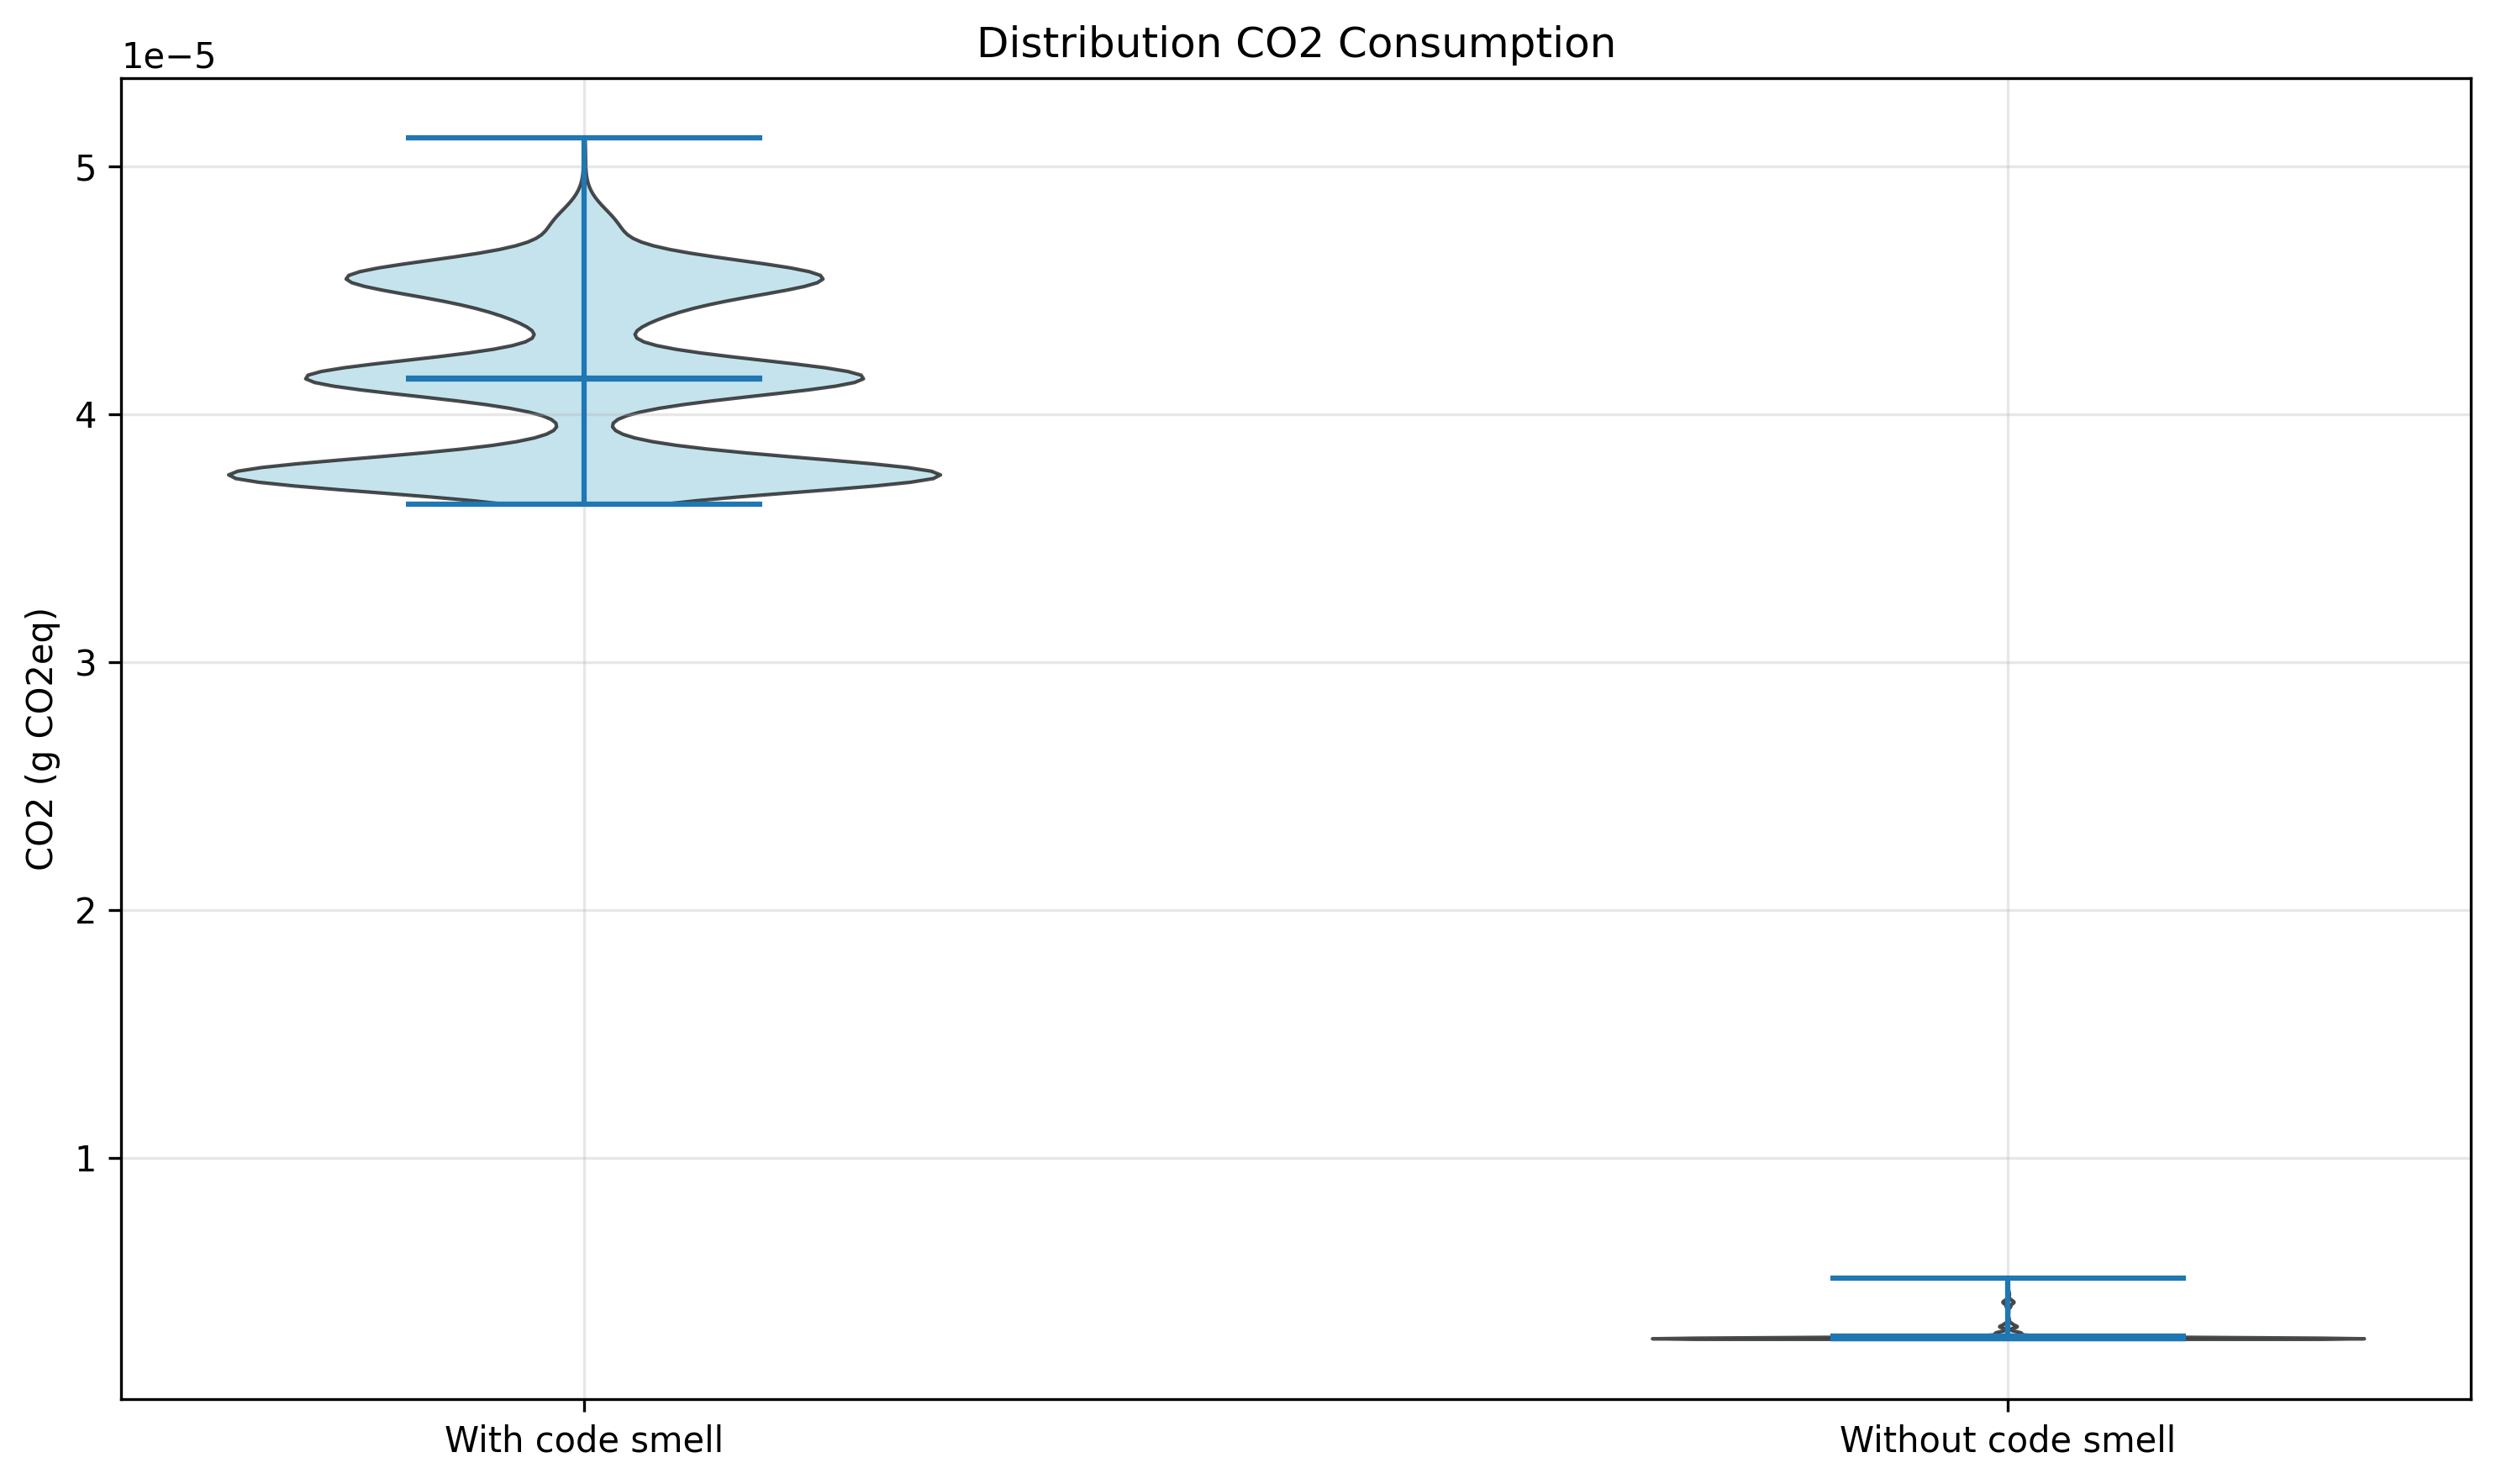 Distribution CO2 Consumption
1e−5
5
4
3
2
1
CO2 (g CO2eq)
With code smell
Without code smell